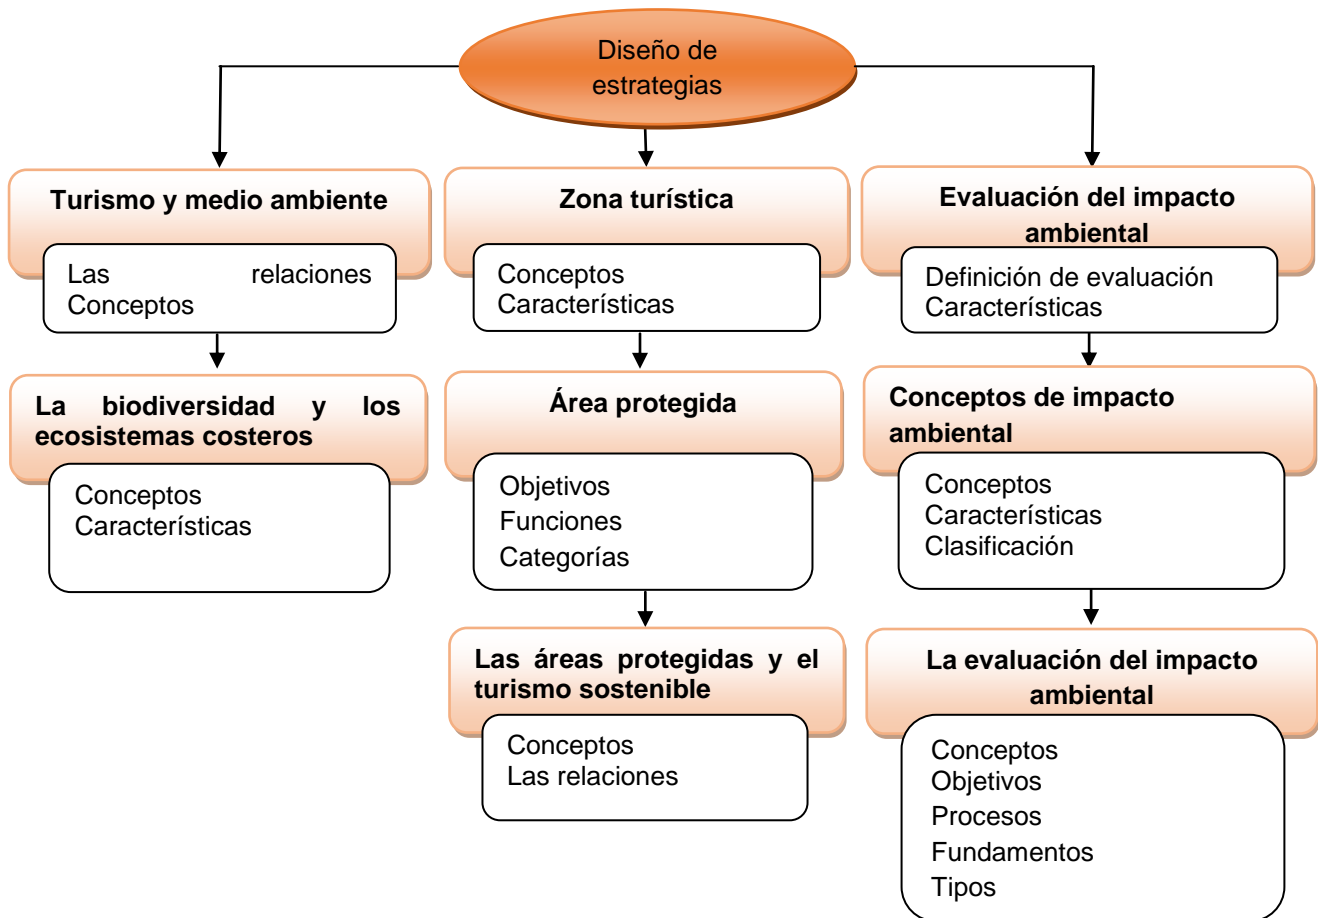 Diseño de
estrategias
Turismo y medio ambiente
Las relaciones
Conceptos
La biodiversidad y los
ecosistemas costeros
Conceptos
Características
Zona turística
Conceptos
Características
Área protegida
Objetivos
Funciones
Categorías
Las áreas protegidas y el
turismo sostenible
Conceptos
Las relaciones
Evaluación del impacto
ambiental
Definición de evaluación
Características
Conceptos de impacto
ambiental
Conceptos
Características
Clasificación
La evaluación del impacto
ambiental
Conceptos
Objetivos
Procesos
Fundamentos
Tipos